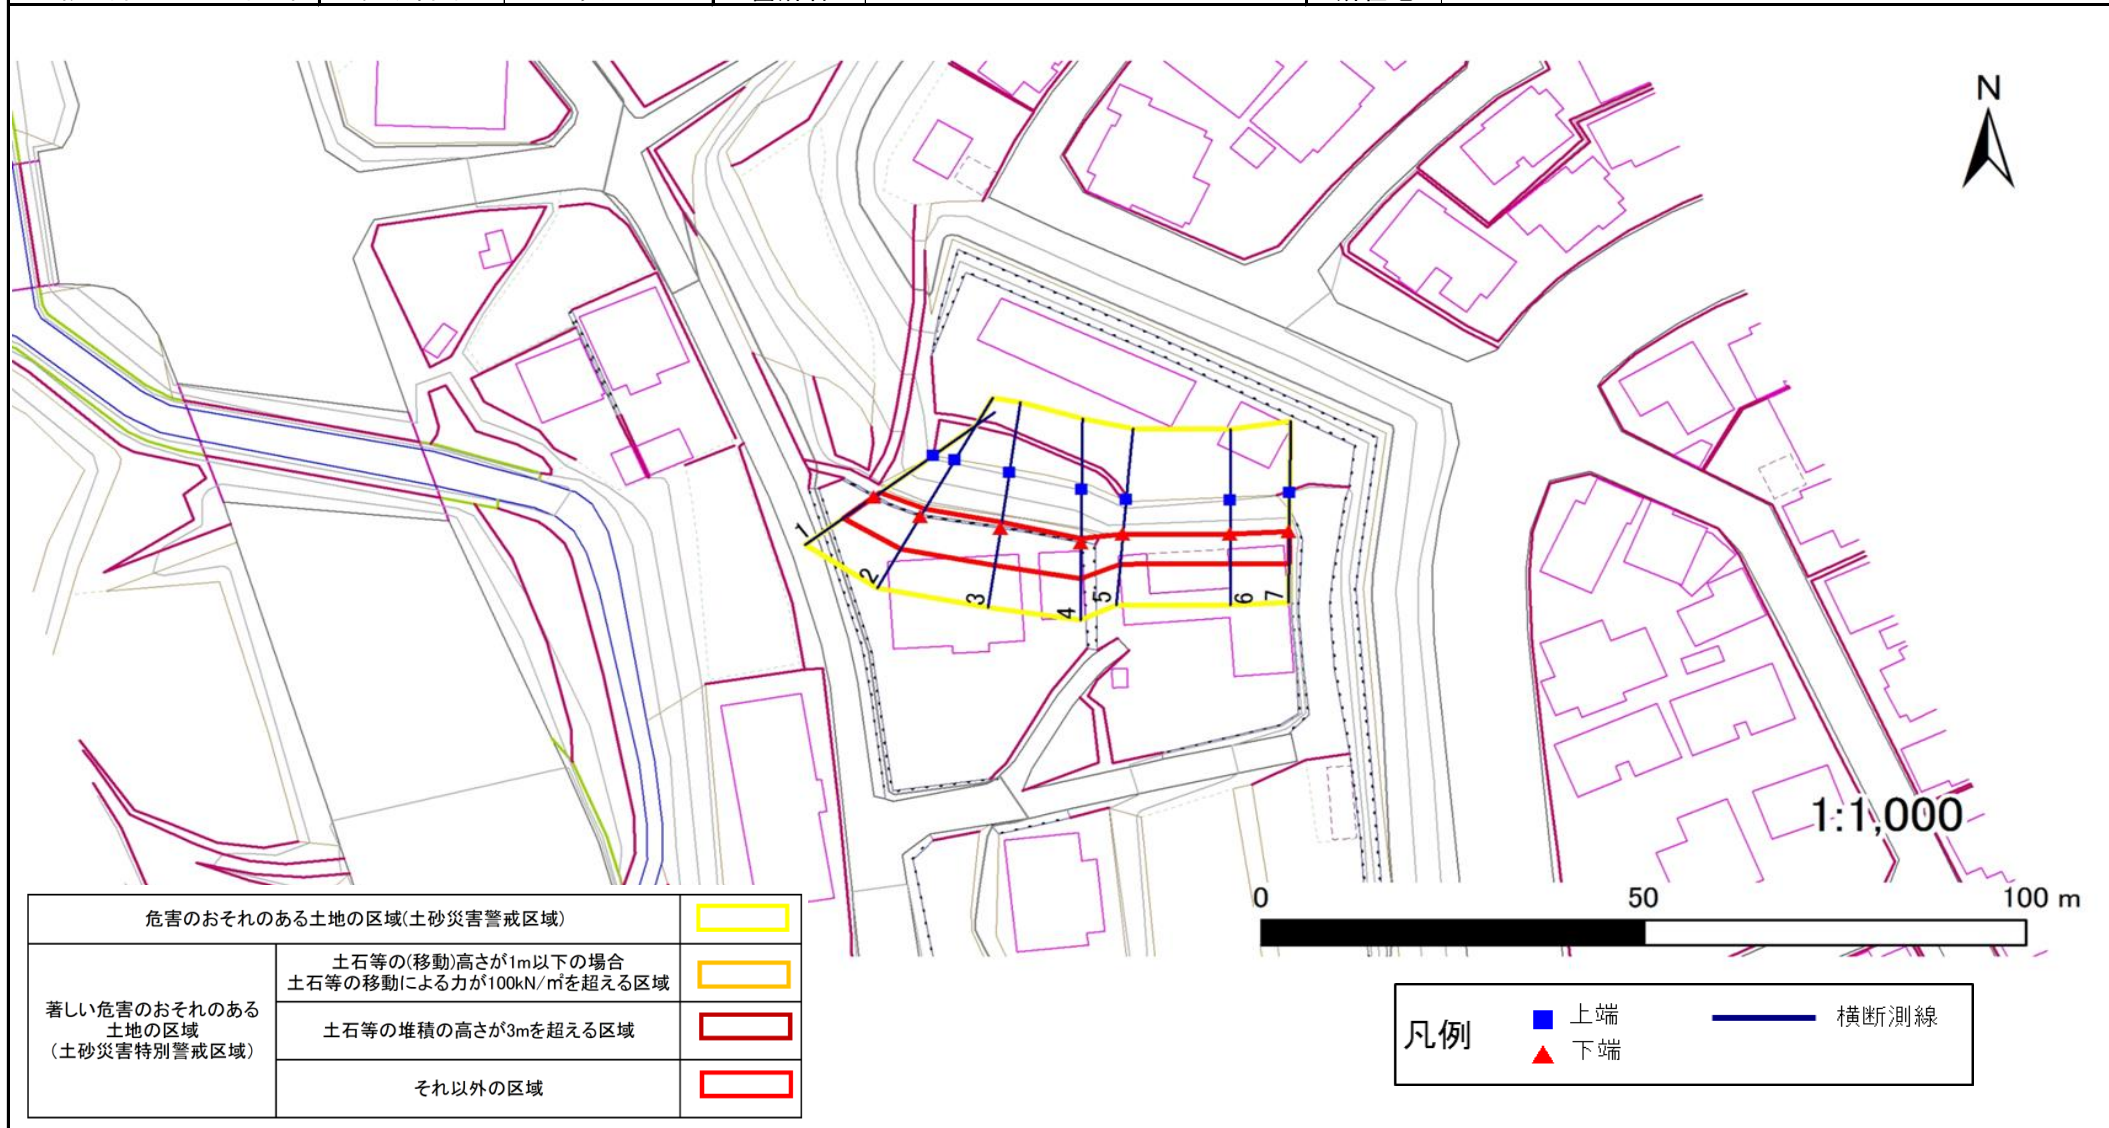 N
1
2
3
4
5
6
7
1:1,000
0 50 100 m
危害のおそれのある土地の区域(土砂災害警戒区域)
著しい危害のおそれのある
土地の区域
(土砂災害特別警戒区域)
土石等の(移動)高さが1m以下の場合
土石等の移動による力が100kN/㎡を超える区域
土石等の堆積の高さが3mを超える区域
それ以外の区域
凡例
上端
下端
横断測線